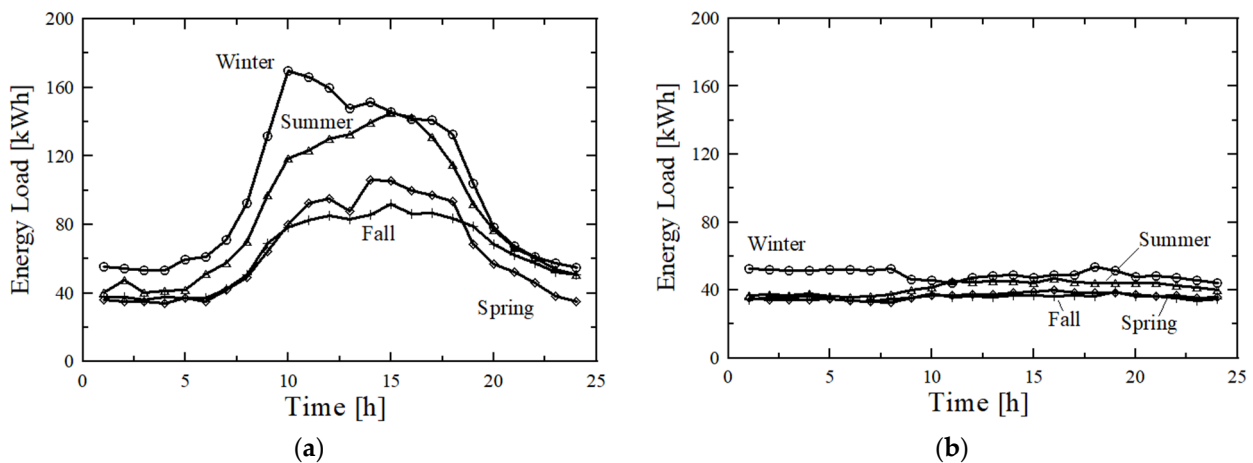 200
160
120
80
40
0
Energy Load [kWh]
Winter
Summer
Fall
Spring
0 5 10 15 20 25
Time [h]
(a)
200
160
120
80
40
0
Energy Load [kWh]
Winter
Summer
Fall
Spring
0 5 10 15 20 25
Time [h]
(b)